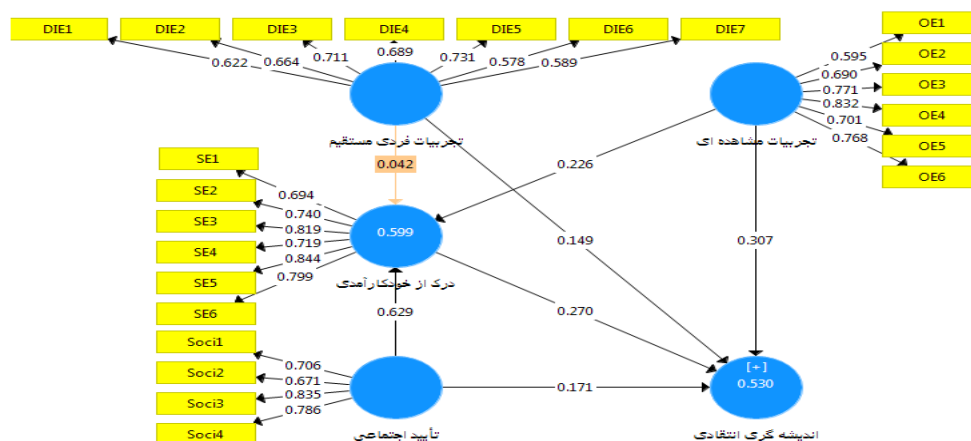 DIE1 DIE2 DIE3 DIE4 DIE5 DIE6 DIE7
0.622 0.664 0.711 0.689 0.731 0.578 0.589
OE1
OE2
OE3
OE4
OE5
OE6
0.595
0.690
0.771
0.832
0.701
0.768
تجربیات فردی مستقیم
تجربیات مشاهده ای
0.042
0.226
SE1
SE2
SE3
SE4
SE5
SE6
0.694
0.740
0.819
0.719
0.844
0.799
0.599
درک از خودکارآمدی
0.149
0.307
0.270
0.629
Soci1
Soci2
Soci3
Soci4
0.706
0.671
0.835
0.786
0.171
[+]
0.530
تأیید اجتماعی
اندیشه گری انتقادی